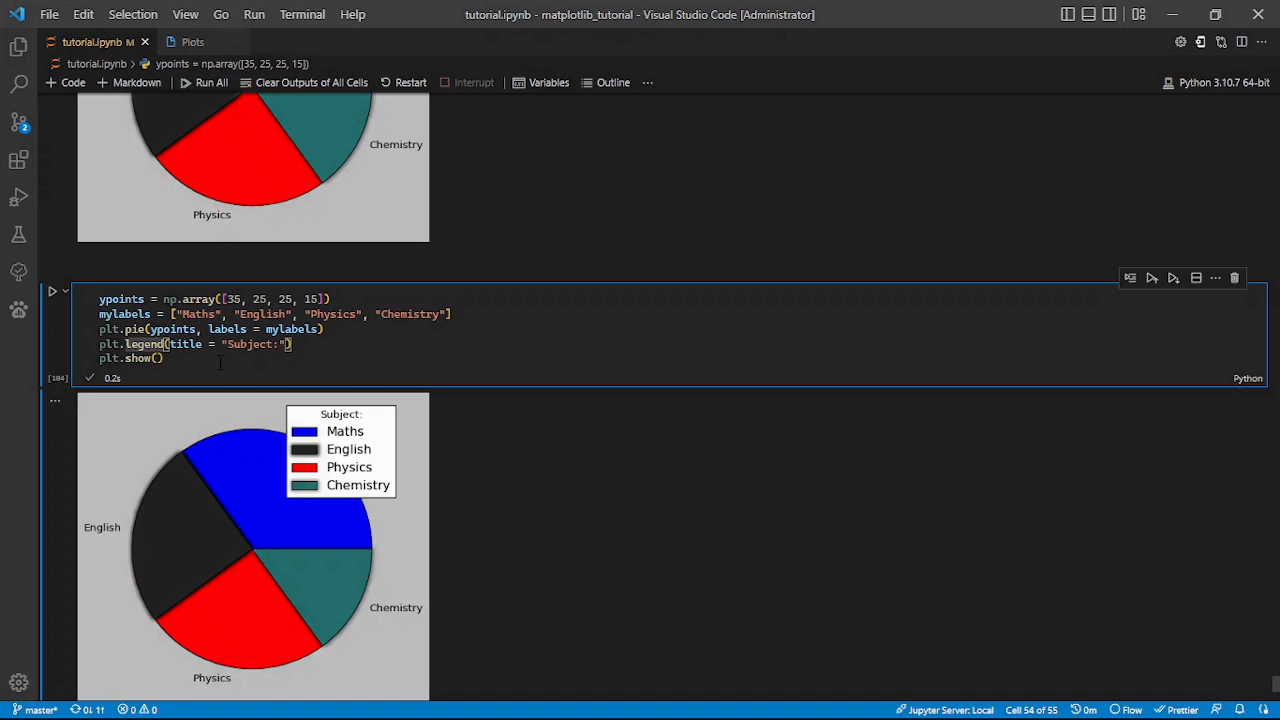 File Edit Selection View Go Run Terminal Help
tutorial.ipynb - matplotlib_tutorial - Visual Studio Code [Administrator]
tutorial.ipynb M
Plots
tutorial.ipynb > ypoints = np.array([35, 25, 25, 15])
+ Code + Markdown Run All Clear Outputs of All Cells Restart Interrupt Variables Outline ...
Python 3.10.7 64-bit
2
Chemistry
Physics
ypoints = np.array([35, 25, 25, 15])
mylabels = ["Maths", "English", "Physics", "Chemistry"]
plt.pie(ypoints, labels = mylabels)
plt.legend(title = "Subject:")
plt.show()
[104]
0.2s
Python
Subject:
Maths
English
Physics
Chemistry
English
Chemistry
Physics
master* 0↓ 1↑ 0 0
Jupyter Server: Local Cell 54 of 55 0m Flow Prettier